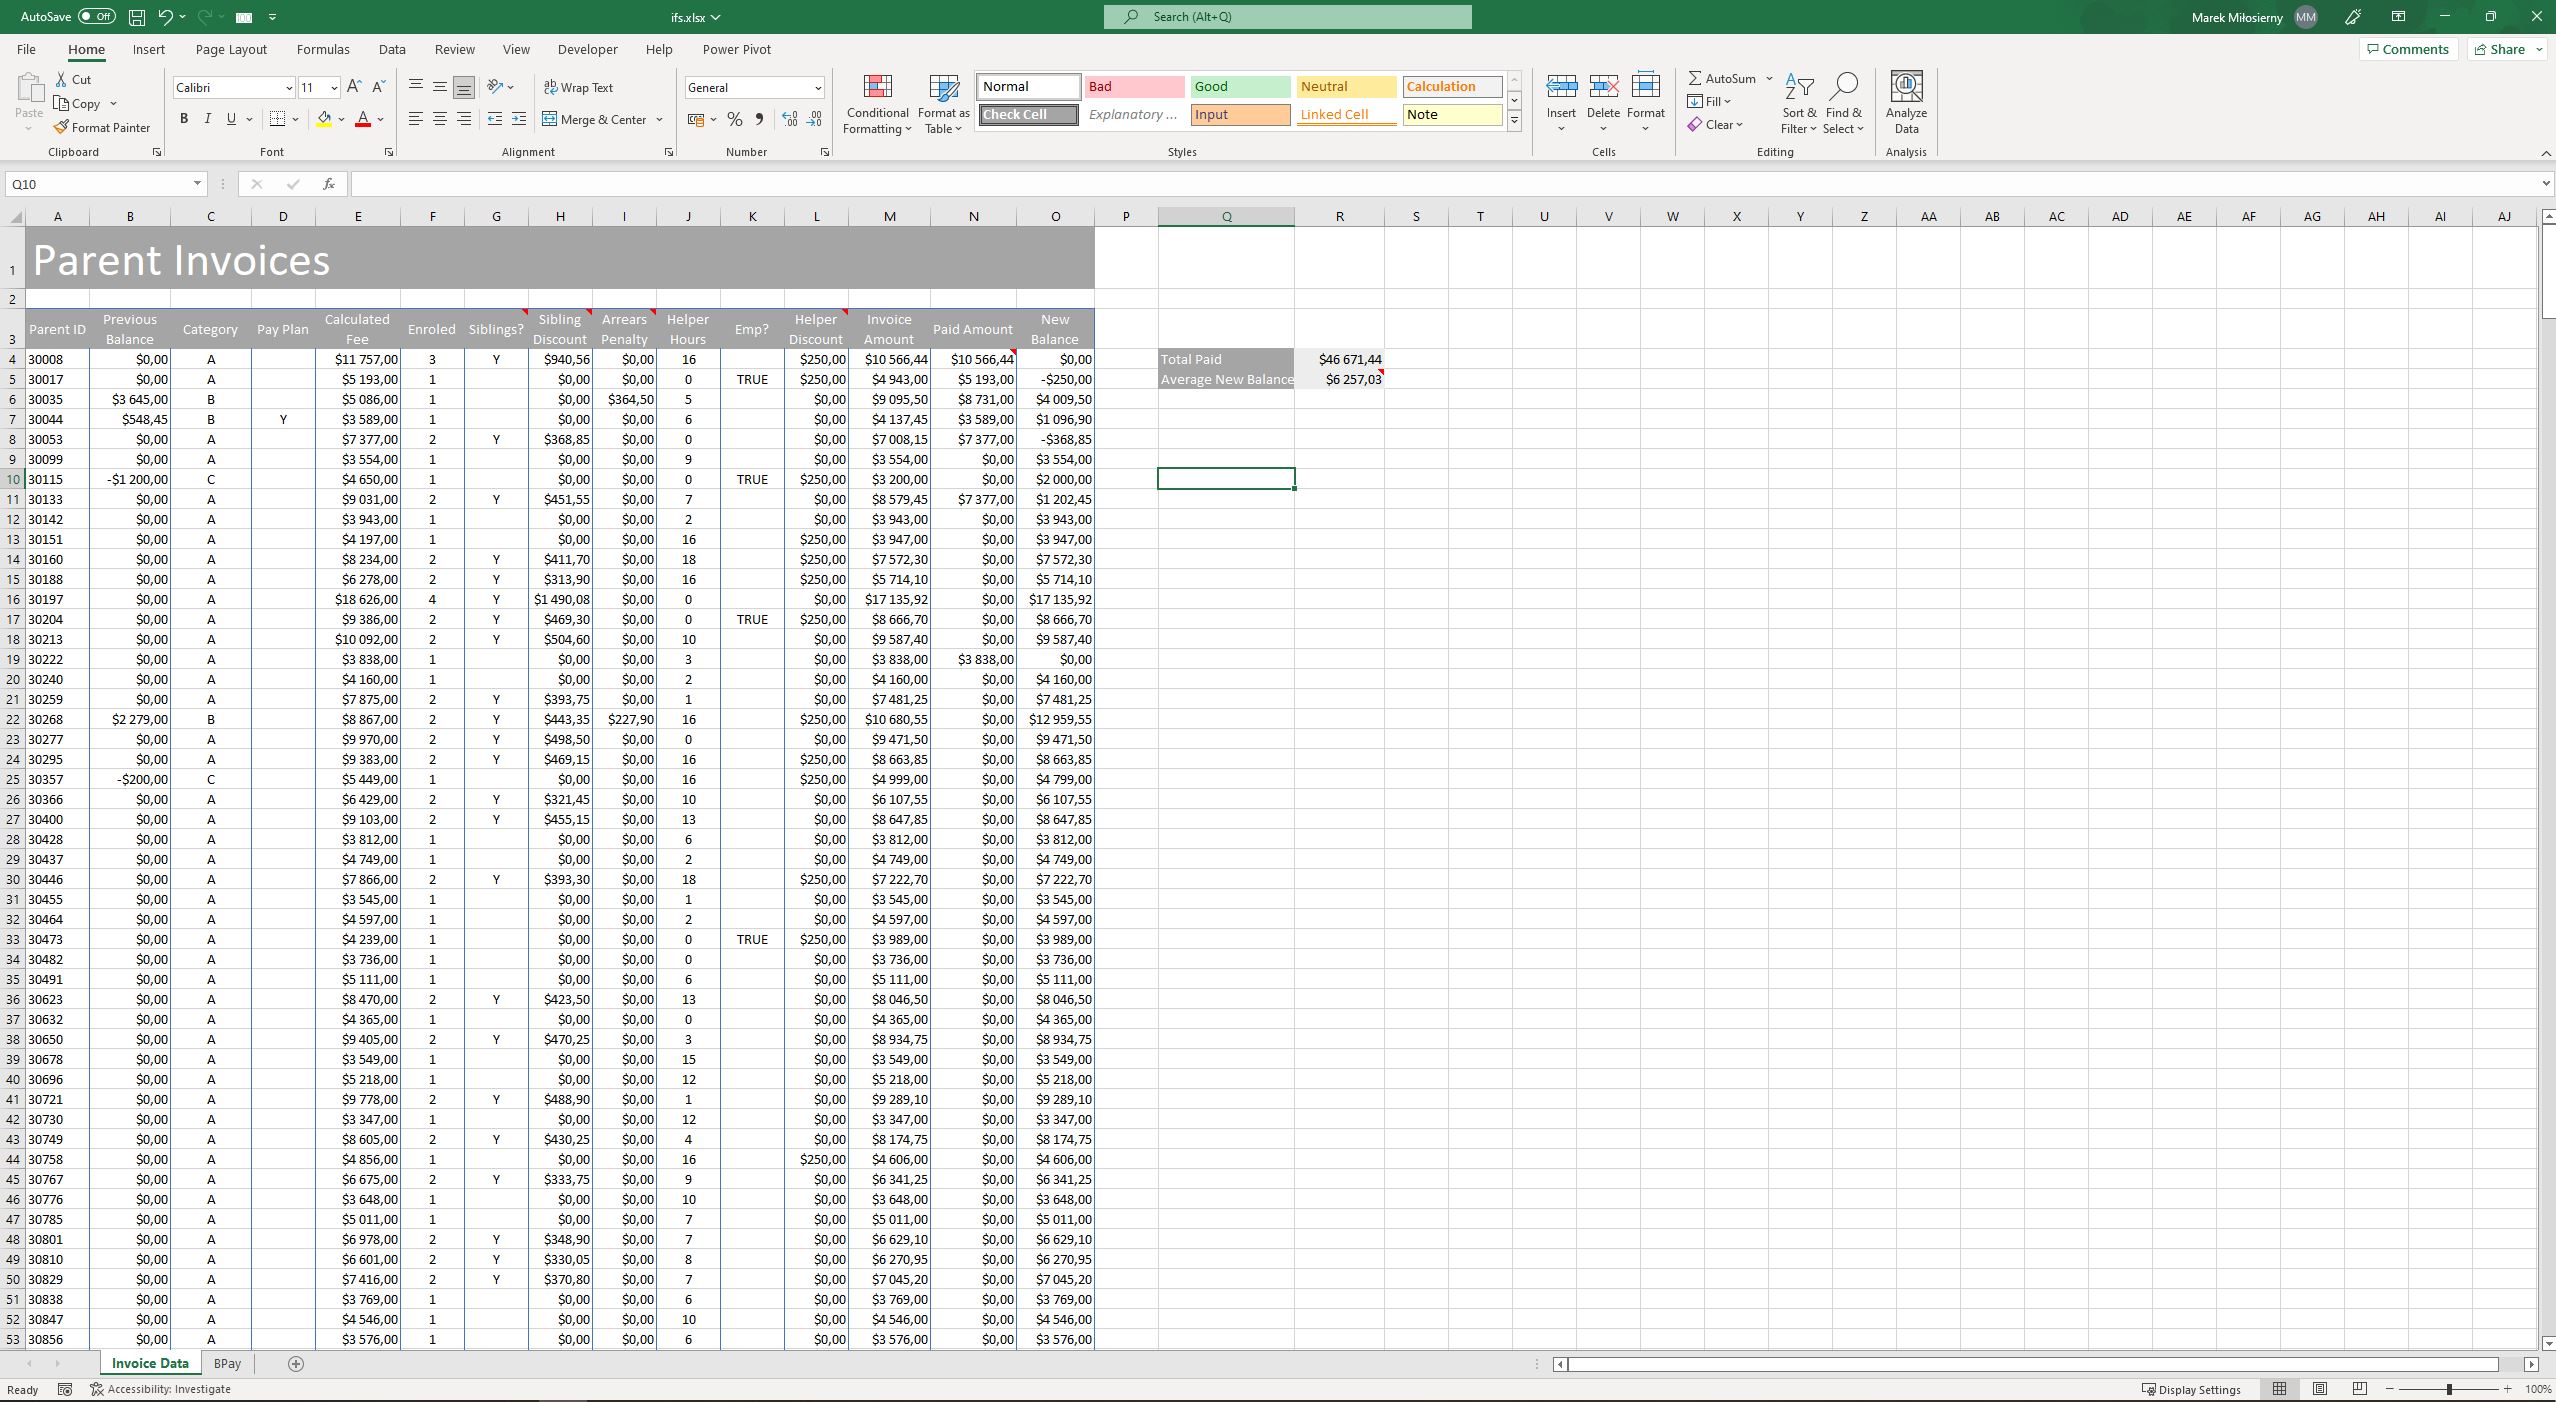 AutoSave Off ifs.xlsx Search (Alt+Q) Marek Miłosierny MM
File Home Insert Page Layout Formulas Data Review View Developer Help Power Pivot Comments Share
Cut Calibri 11 Wrap Text General Normal Bad Good Neutral Calculation AutoSum
Paste Copy Conditional Formatting Format as Table Insert Delete Format Fill Sort & Filter Find & Select Analyze Data
Format Painter B I U Merge & Center % Check Cell Explanatory ... Input Linked Cell Note Clear
Clipboard Font Alignment Number Styles Cells Editing Analysis
Q10 fx
A B C D E F G H I J K L M N O P Q R S T U V W X Y Z AA AB AC AD AE AF AG AH AI AJ
1 Parent Invoices
2
3 Parent ID Previous Balance Category Pay Plan Calculated Fee Enroled Siblings? Sibling Discount Arrears Penalty Helper Hours Emp? Helper Discount Invoice Amount Paid Amount New Balance
4 30008 $0,00 A $11 757,00 3 Y $940,56 $0,00 16 $250,00 $10 566,44 $10 566,44 $0,00 Total Paid $46 671,44
5 30017 $0,00 A $5 193,00 1 $0,00 $0,00 0 TRUE $250,00 $4 943,00 $5 193,00 -$250,00 Average New Balance $6 257,03
6 30035 $3 645,00 B $5 086,00 1 $0,00 $364,50 5 $0,00 $9 095,50 $8 731,00 $4 009,50
7 30044 $548,45 B Y $3 589,00 1 $0,00 $0,00 6 $0,00 $4 137,45 $3 589,00 $1 096,90
8 30053 $0,00 A $7 377,00 2 Y $368,85 $0,00 0 $0,00 $7 008,15 $7 377,00 -$368,85
9 30099 $0,00 A $3 554,00 1 $0,00 $0,00 9 $0,00 $3 554,00 $0,00 $3 554,00
10 30115 -$1 200,00 C $4 650,00 1 $0,00 $0,00 0 TRUE $250,00 $3 200,00 $0,00 $2 000,00
11 30133 $0,00 A $9 031,00 2 Y $451,55 $0,00 7 $0,00 $8 579,45 $7 377,00 $1 202,45
12 30142 $0,00 A $3 943,00 1 $0,00 $0,00 2 $0,00 $3 943,00 $0,00 $3 943,00
13 30151 $0,00 A $4 197,00 1 $0,00 $0,00 16 $250,00 $3 947,00 $0,00 $3 947,00
14 30160 $0,00 A $8 234,00 2 Y $411,70 $0,00 18 $250,00 $7 572,30 $0,00 $7 572,30
15 30188 $0,00 A $6 278,00 2 Y $313,90 $0,00 16 $250,00 $5 714,10 $0,00 $5 714,10
16 30197 $0,00 A $18 626,00 4 Y $1 490,08 $0,00 0 $0,00 $17 135,92 $0,00 $17 135,92
17 30204 $0,00 A $9 386,00 2 Y $469,30 $0,00 0 TRUE $250,00 $8 666,70 $0,00 $8 666,70
18 30213 $0,00 A $10 092,00 2 Y $504,60 $0,00 10 $0,00 $9 587,40 $0,00 $9 587,40
19 30222 $0,00 A $3 838,00 1 $0,00 $0,00 3 $0,00 $3 838,00 $3 838,00 $0,00
20 30240 $0,00 A $4 160,00 1 $0,00 $0,00 2 $0,00 $4 160,00 $0,00 $4 160,00
21 30259 $0,00 A $7 875,00 2 Y $393,75 $0,00 1 $0,00 $7 481,25 $0,00 $7 481,25
22 30268 $2 279,00 B $8 867,00 2 Y $443,35 $227,90 16 $250,00 $10 680,55 $0,00 $12 959,55
23 30277 $0,00 A $9 970,00 2 Y $498,50 $0,00 0 $0,00 $9 471,50 $0,00 $9 471,50
24 30295 $0,00 A $9 383,00 2 Y $469,15 $0,00 16 $250,00 $8 663,85 $0,00 $8 663,85
25 30357 -$200,00 C $5 449,00 1 $0,00 $0,00 16 $250,00 $4 999,00 $0,00 $4 799,00
26 30366 $0,00 A $6 429,00 2 Y $321,45 $0,00 10 $0,00 $6 107,55 $0,00 $6 107,55
27 30400 $0,00 A $9 103,00 2 Y $455,15 $0,00 13 $0,00 $8 647,85 $0,00 $8 647,85
28 30428 $0,00 A $3 812,00 1 $0,00 $0,00 6 $0,00 $3 812,00 $0,00 $3 812,00
29 30437 $0,00 A $4 749,00 1 $0,00 $0,00 2 $0,00 $4 749,00 $0,00 $4 749,00
30 30446 $0,00 A $7 866,00 2 Y $393,30 $0,00 18 $250,00 $7 222,70 $0,00 $7 222,70
31 30455 $0,00 A $3 545,00 1 $0,00 $0,00 1 $0,00 $3 545,00 $0,00 $3 545,00
32 30464 $0,00 A $4 597,00 1 $0,00 $0,00 2 $0,00 $4 597,00 $0,00 $4 597,00
33 30473 $0,00 A $4 239,00 1 $0,00 $0,00 0 TRUE $250,00 $3 989,00 $0,00 $3 989,00
34 30482 $0,00 A $3 736,00 1 $0,00 $0,00 0 $0,00 $3 736,00 $0,00 $3 736,00
35 30491 $0,00 A $5 111,00 1 $0,00 $0,00 6 $0,00 $5 111,00 $0,00 $5 111,00
36 30623 $0,00 A $8 470,00 2 Y $423,50 $0,00 13 $0,00 $8 046,50 $0,00 $8 046,50
37 30632 $0,00 A $4 365,00 1 $0,00 $0,00 0 $0,00 $4 365,00 $0,00 $4 365,00
38 30650 $0,00 A $9 405,00 2 Y $470,25 $0,00 3 $0,00 $8 934,75 $0,00 $8 934,75
39 30678 $0,00 A $3 549,00 1 $0,00 $0,00 15 $0,00 $3 549,00 $0,00 $3 549,00
40 30696 $0,00 A $5 218,00 1 $0,00 $0,00 12 $0,00 $5 218,00 $0,00 $5 218,00
41 30721 $0,00 A $9 778,00 2 Y $488,90 $0,00 1 $0,00 $9 289,10 $0,00 $9 289,10
42 30730 $0,00 A $3 347,00 1 $0,00 $0,00 12 $0,00 $3 347,00 $0,00 $3 347,00
43 30749 $0,00 A $8 605,00 2 Y $430,25 $0,00 4 $0,00 $8 174,75 $0,00 $8 174,75
44 30758 $0,00 A $4 856,00 1 $0,00 $0,00 16 $250,00 $4 606,00 $0,00 $4 606,00
45 30767 $0,00 A $6 675,00 2 Y $333,75 $0,00 9 $0,00 $6 341,25 $0,00 $6 341,25
46 30776 $0,00 A $3 648,00 1 $0,00 $0,00 10 $0,00 $3 648,00 $0,00 $3 648,00
47 30785 $0,00 A $5 011,00 1 $0,00 $0,00 7 $0,00 $5 011,00 $0,00 $5 011,00
48 30801 $0,00 A $6 978,00 2 Y $348,90 $0,00 7 $0,00 $6 629,10 $0,00 $6 629,10
49 30810 $0,00 A $6 601,00 2 Y $330,05 $0,00 8 $0,00 $6 270,95 $0,00 $6 270,95
50 30829 $0,00 A $7 416,00 2 Y $370,80 $0,00 7 $0,00 $7 045,20 $0,00 $7 045,20
51 30838 $0,00 A $3 769,00 1 $0,00 $0,00 6 $0,00 $3 769,00 $0,00 $3 769,00
52 30847 $0,00 A $4 546,00 1 $0,00 $0,00 10 $0,00 $4 546,00 $0,00 $4 546,00
53 30856 $0,00 A $3 576,00 1 $0,00 $0,00 6 $0,00 $3 576,00 $0,00 $3 576,00
Invoice Data BPay
Ready Accessibility: Investigate Display Settings 100%